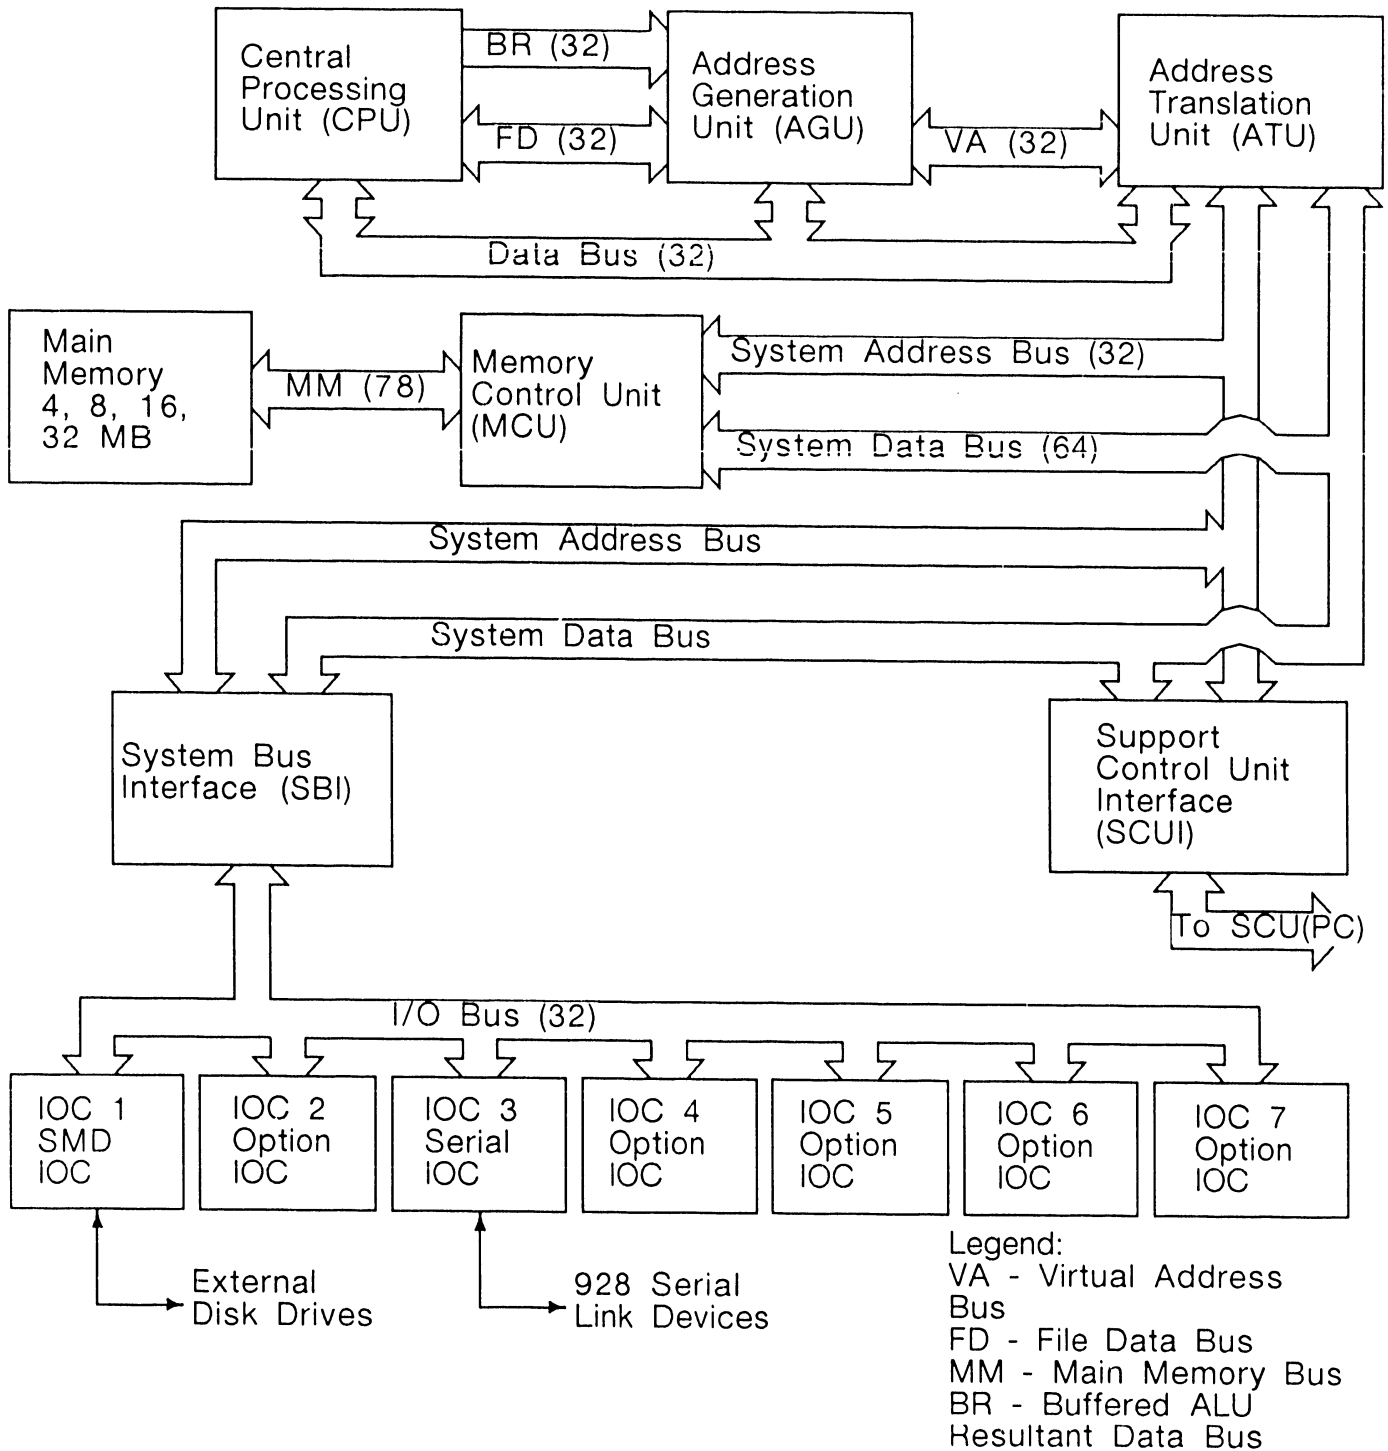 Central
Processing
Unit (CPU)
BR (32)
FD (32)
Address
Generation
Unit (AGU)
VA (32)
Address
Translation
Unit (ATU)
Data Bus (32)
Main
Memory
4, 8, 16,
32 MB
MM (78)
Memory
Control Unit
(MCU)
System Address Bus (32)
System Data Bus (64)
System Address Bus
System Data Bus
System Bus
Interface (SBI)
Support
Control Unit
Interface
(SCUI)
To SCU(PC)
I/O Bus (32)
IOC 1
SMD
IOC
IOC 2
Option
IOC
IOC 3
Serial
IOC
IOC 4
Option
IOC
IOC 5
Option
IOC
IOC 6
Option
IOC
IOC 7
Option
IOC
External
Disk Drives
928 Serial
Link Devices
Legend:
VA - Virtual Address
Bus
FD - File Data Bus
MM - Main Memory Bus
BR - Buffered ALU
Resultant Data Bus